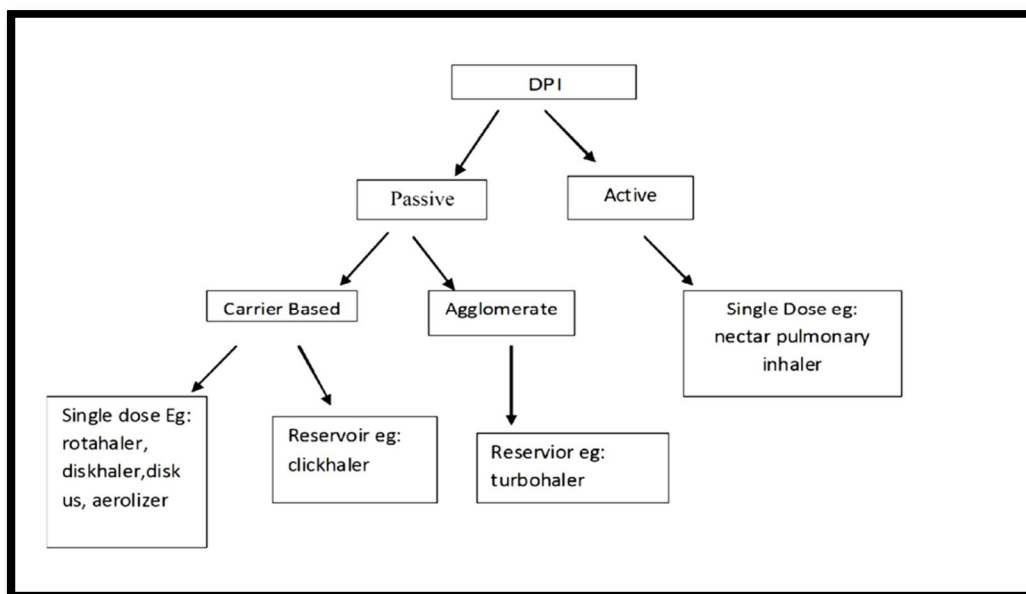 DPI
Passive
Active
Carrier Based
Agglomerate
Single Dose eg:
nectar pulmonary
inhaler
Single dose Eg:
rotahaler,
diskhaler,disk
us, aerolizer
Reservoir eg:
clickhaler
Reservior eg:
turbohaler